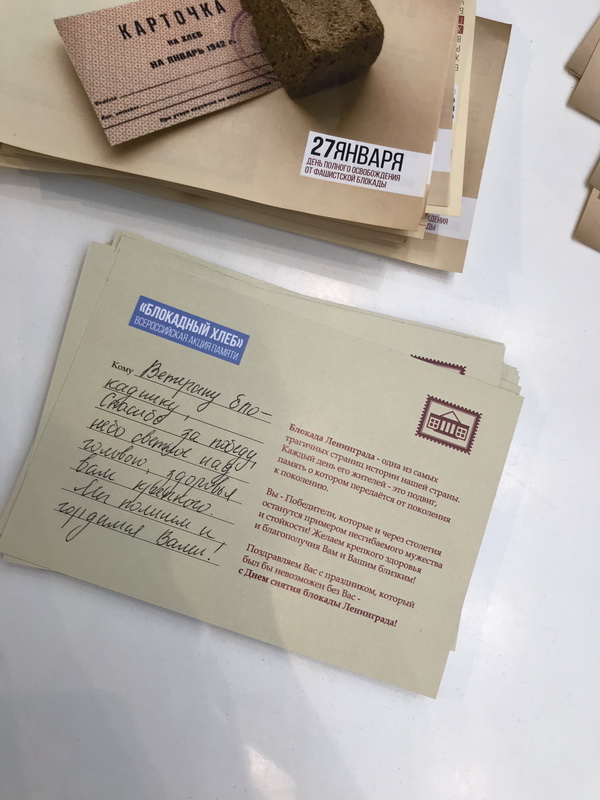 КАРТОЧКА
НА ХЛЕБ
НА ЯНВАРЬ 1942 г.
27 ЯНВАРЯ
ДЕНЬ ПОЛНОГО ОСВОБОЖДЕНИЯ
ОТ ФАШИСТСКОЙ БЛОКАДЫ
«БЛОКАДНЫЙ ХЛЕБ»
ВСЕРОССИЙСКАЯ АКЦИЯ ПАМЯТИ
Кому Ветерану бло-
каднику,
Спасибо за победу,
небо светлое над
головою, здоровья
Вам крепкого
Мы помним и
гордимся Вами!
Блокада Ленинграда - одна из самых
трагичных страниц истории нашей страны.
Каждый день его жителей - это подвиг,
память о котором передаётся от поколения
к поколению.
Вы - Победители, которые и через столетия
останутся примером несгибаемого мужества
и стойкости! Желаем крепкого здоровья
и благополучия Вам и Вашим близким!
Поздравляем Вас с праздником, который
был бы невозможен без Вас -
с Днем снятия блокады Ленинграда!